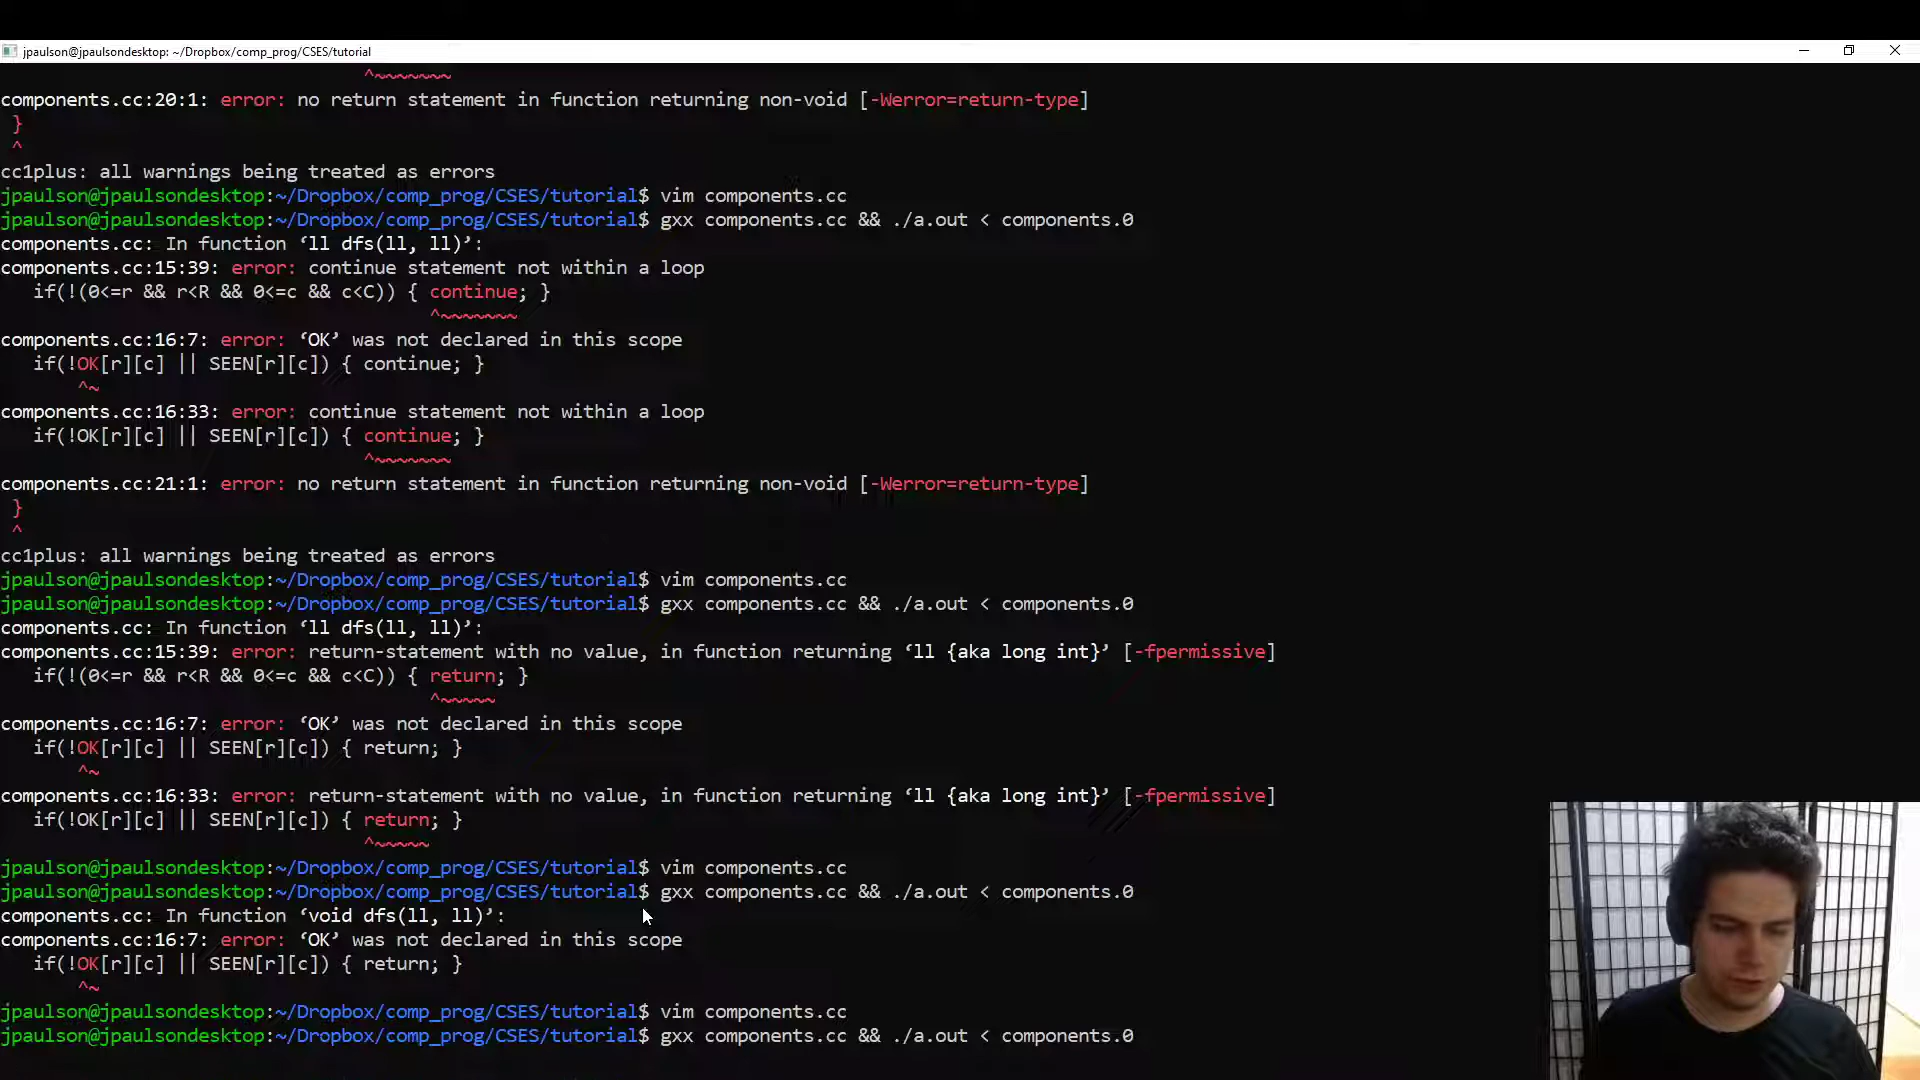 jpaulson@jpaulsondesktop: ~/Dropbox/comp_prog/CSES/tutorial
^~~~~~~~
components.cc:20:1: error: no return statement in function returning non-void [-Werror=return-type]
}
^
cc1plus: all warnings being treated as errors
jpaulson@jpaulsondesktop:~/Dropbox/comp_prog/CSES/tutorial$ vim components.cc
jpaulson@jpaulsondesktop:~/Dropbox/comp_prog/CSES/tutorial$ gxx components.cc && ./a.out < components.0
components.cc: In function ‘ll dfs(ll, ll)’:
components.cc:15:39: error: continue statement not within a loop
if(!(0<=r && r<R && 0<=c && c<C)) { continue; }
^~~~~~~~
components.cc:16:7: error: ‘OK’ was not declared in this scope
if(!OK[r][c] || SEEN[r][c]) { continue; }
^~
components.cc:16:33: error: continue statement not within a loop
if(!OK[r][c] || SEEN[r][c]) { continue; }
^~~~~~~~
components.cc:21:1: error: no return statement in function returning non-void [-Werror=return-type]
}
^
cc1plus: all warnings being treated as errors
jpaulson@jpaulsondesktop:~/Dropbox/comp_prog/CSES/tutorial$ vim components.cc
jpaulson@jpaulsondesktop:~/Dropbox/comp_prog/CSES/tutorial$ gxx components.cc && ./a.out < components.0
components.cc: In function ‘ll dfs(ll, ll)’:
components.cc:15:39: error: return-statement with no value, in function returning ‘ll {aka long int}’ [-fpermissive]
if(!(0<=r && r<R && 0<=c && c<C)) { return; }
^~~~~~
components.cc:16:7: error: ‘OK’ was not declared in this scope
if(!OK[r][c] || SEEN[r][c]) { return; }
^~
components.cc:16:33: error: return-statement with no value, in function returning ‘ll {aka long int}’ [-fpermissive]
if(!OK[r][c] || SEEN[r][c]) { return; }
^~~~~~
jpaulson@jpaulsondesktop:~/Dropbox/comp_prog/CSES/tutorial$ vim components.cc
jpaulson@jpaulsondesktop:~/Dropbox/comp_prog/CSES/tutorial$ gxx components.cc && ./a.out < components.0
components.cc: In function ‘void dfs(ll, ll)’:
components.cc:16:7: error: ‘OK’ was not declared in this scope
if(!OK[r][c] || SEEN[r][c]) { return; }
^~
jpaulson@jpaulsondesktop:~/Dropbox/comp_prog/CSES/tutorial$ vim components.cc
jpaulson@jpaulsondesktop:~/Dropbox/comp_prog/CSES/tutorial$ gxx components.cc && ./a.out < components.0